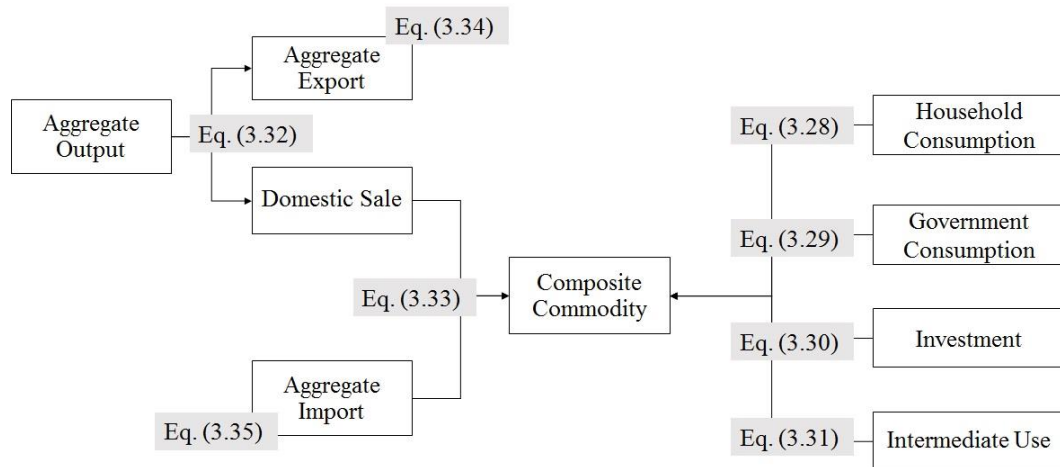 Eq. (3.34)
Aggregate
Export
Aggregate
Output
Eq. (3.32)
Domestic Sale
Eq. (3.33)
Aggregate
Import
Eq. (3.35)
Composite
Commodity
Eq. (3.28)
Household
Consumption
Eq. (3.29)
Government
Consumption
Eq. (3.30)
Investment
Eq. (3.31)
Intermediate Use